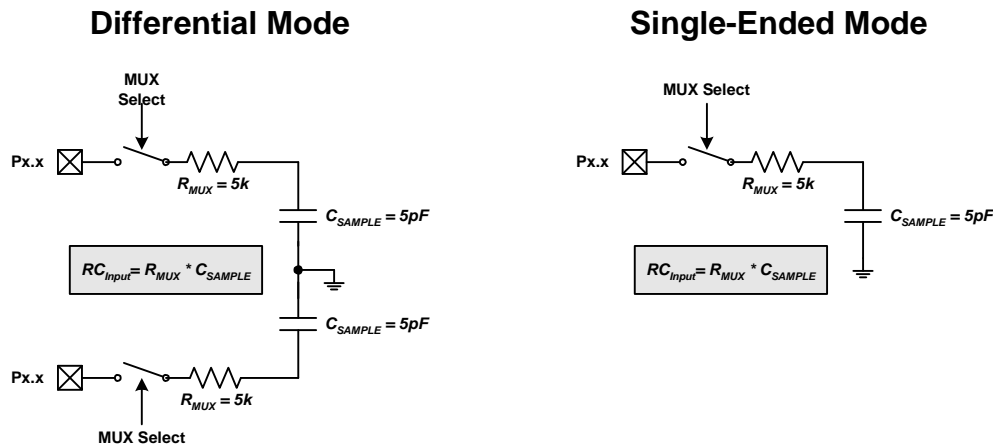 Differential Mode
MUX
Select
Px.x
R_MUX = 5k
C_SAMPLE = 5pF
RC_Input= R_MUX * C_SAMPLE
C_SAMPLE = 5pF
Px.x
R_MUX = 5k
MUX Select
Single-Ended Mode
MUX Select
Px.x
R_MUX = 5k
C_SAMPLE = 5pF
RC_Input= R_MUX * C_SAMPLE